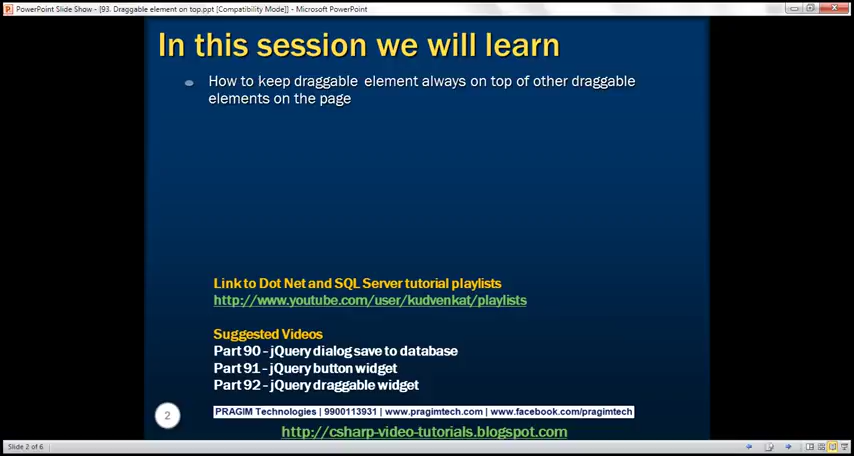 PowerPoint Slide Show - [93. Draggable element on top.ppt [Compatibility Mode]] - Microsoft PowerPoint
In this session we will learn
How to keep draggable element always on top of other draggable
elements on the page
Link to Dot Net and SQL Server tutorial playlists
http://www.youtube.com/user/kudvenkat/playlists
Suggested Videos
Part 90 - jQuery dialog save to database
Part 91 - jQuery button widget
Part 92 - jQuery draggable widget
2
PRAGIM Technologies | 9900113931 | www.pragimtech.com | www.facebook.com/pragimtech
http://csharp-video-tutorials.blogspot.com
Slide 2 of 6